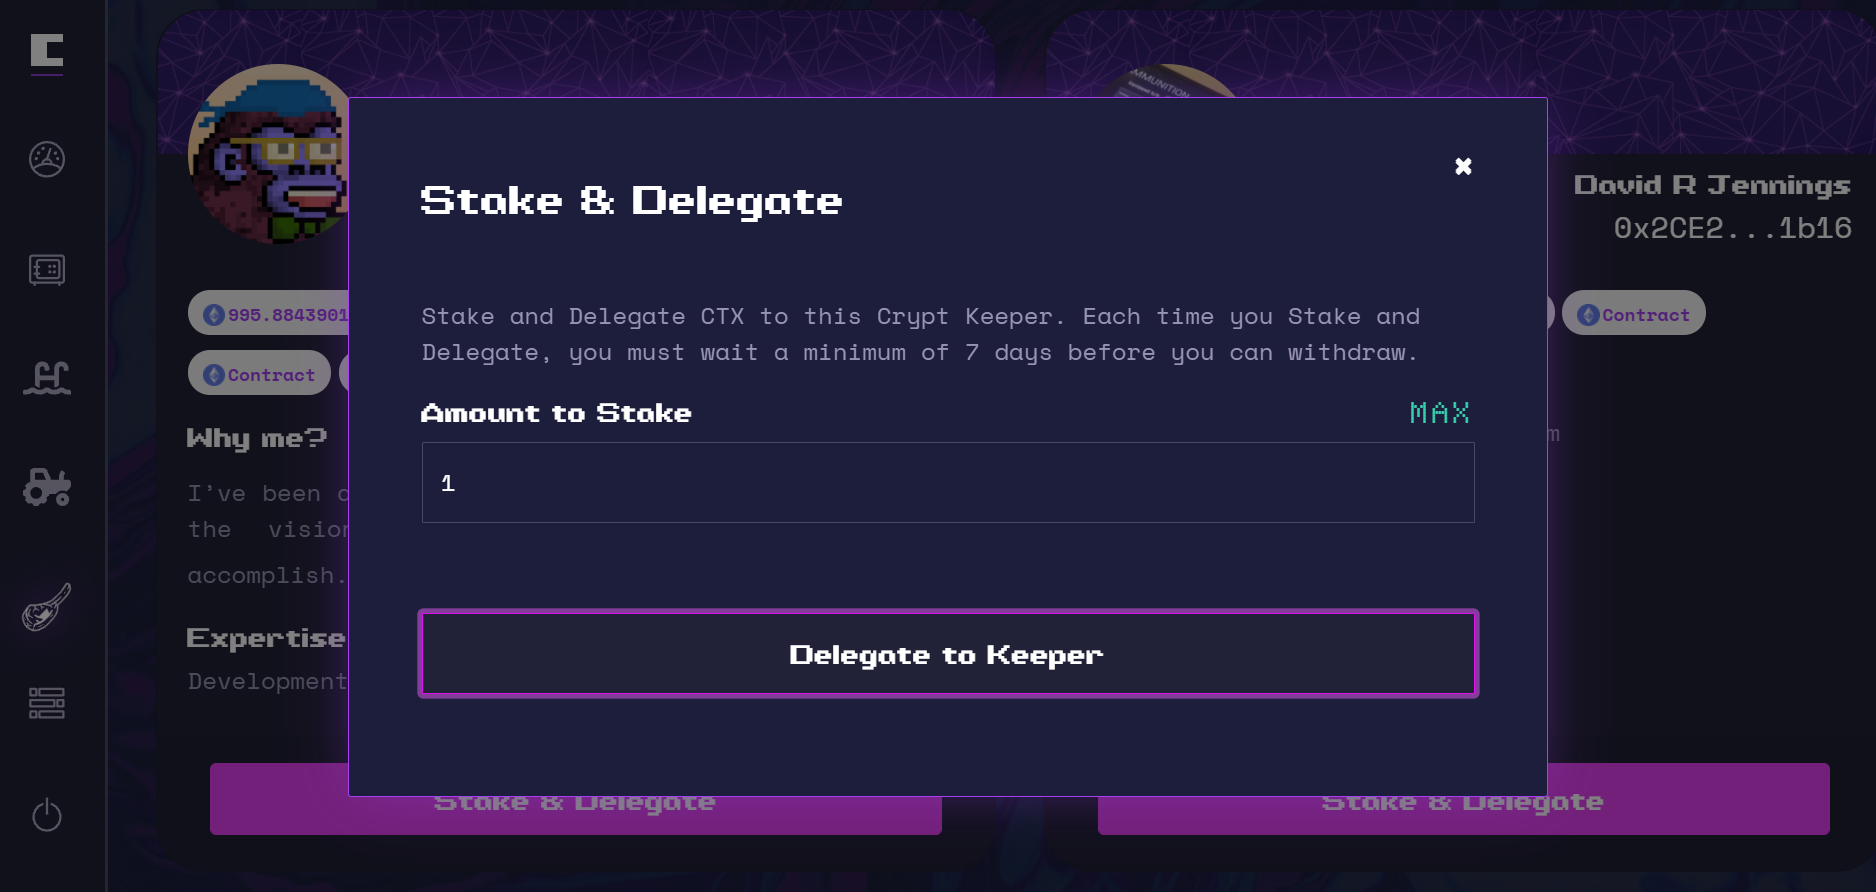 MMUNITION
David R Jennings
0x2CE2...1b16
Stake & Delegate
Stake and Delegate CTX to this Crypt Keeper. Each time you Stake and
Delegate, you must wait a minimum of 7 days before you can withdraw.
Amount to Stake
MAX
1
Delegate to Keeper
995.8843901
Contract
Contract
Why me?
I’ve been
the vision
accomplish.
Expertise
Development
m
Stake & Delegate
Stake & Delegate